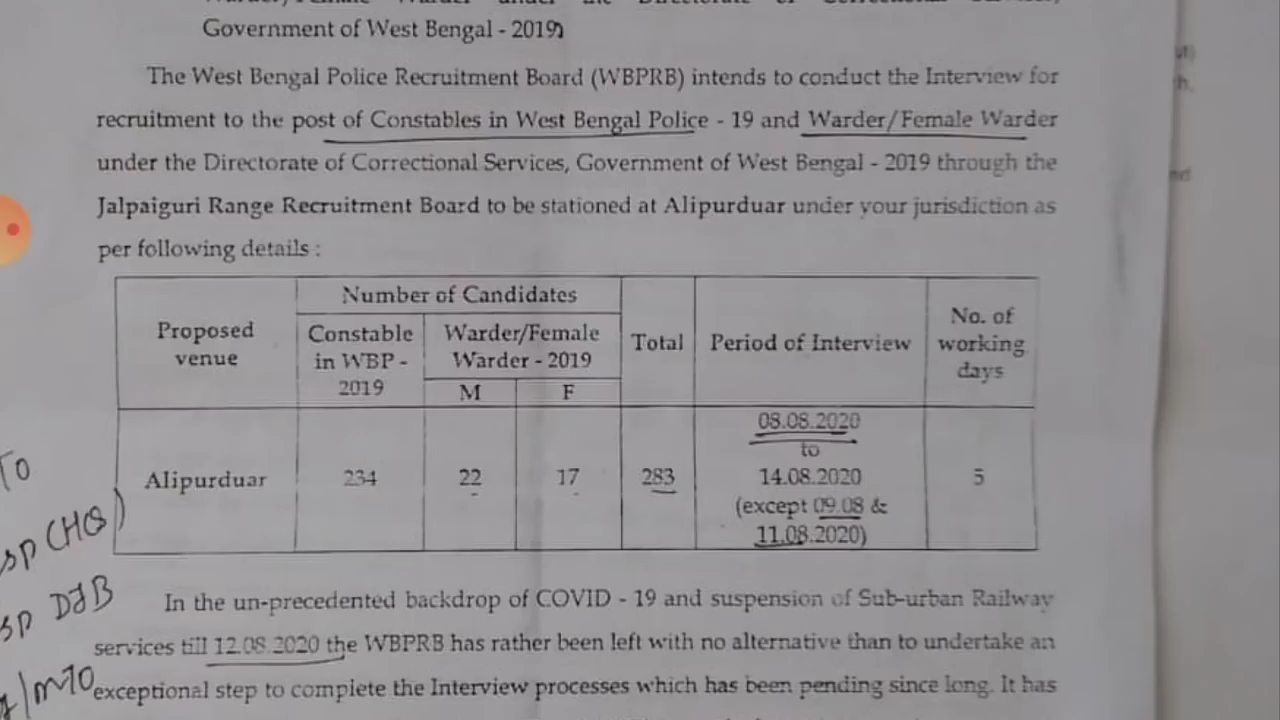 Government of West Bengal - 2019)
The West Bengal Police Recruitment Board (WBPRB) intends to conduct the Interview for
recruitment to the post of Constables in West Bengal Police - 19 and Warder/Female Warder
under the Directorate of Correctional Services, Government of West Bengal - 2019 through the
Jalpaiguri Range Recruitment Board to be stationed at Alipurduar under your jurisdiction as
per following details :
Number of Candidates
Proposed venue
Constable in WBP - 2019
Warder/Female Warder - 2019
M F
Total
Period of Interview
No. of working days
Alipurduar 234 22 17 283
08.08.2020
to
14.08.2020
(except 09.08 &
11.08.2020)
5
TO
SP (HQ)
SP DIB
In the un-precedented backdrop of COVID - 19 and suspension of Sub-urban Railway
services till 12.08.2020 the WBPRB has rather been left with no alternative than to undertake an
exceptional step to complete the Interview processes which has been pending since long. It has